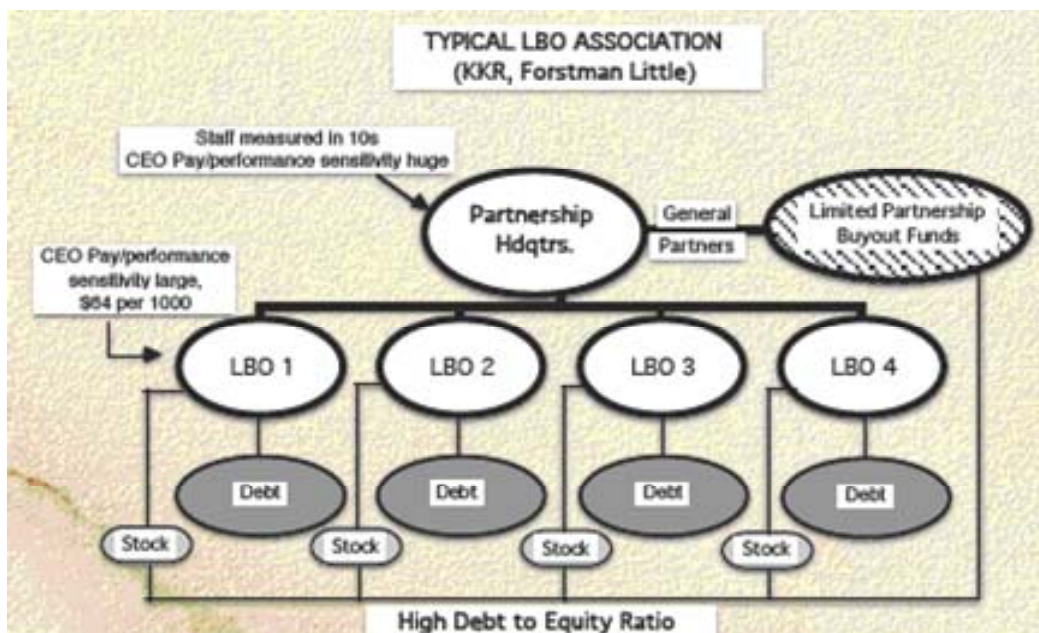 TYPICAL LBO ASSOCIATION
(KKR, Forstman Little)
Staff measured in 10s
CEO Pay/performance sensitivity huge
Partnership
Hdqtrs.
General
Partners
Limited Partnership
Buyout Funds
CEO Pay/performance
sensitivity large,
$64 per 1000
LBO 1
LBO 2
LBO 3
LBO 4
Debt
Debt
Debt
Debt
Stock
Stock
Stock
Stock
High Debt to Equity Ratio